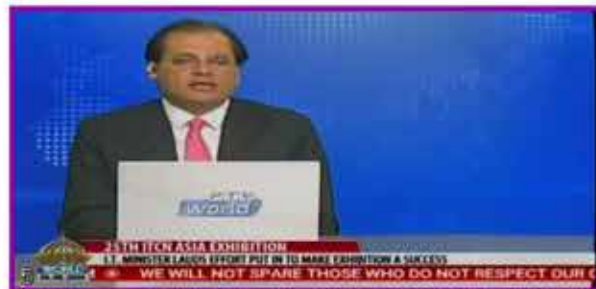 PTV
World
25TH ITCN ASIA EXHIBITION
I.T. MINISTER LAUDS EFFORT PUT IN TO MAKE EXHIBITION A SUCCESS
M WE WILL NOT SPARE THOSE WHO DO NOT RESPECT OUR C